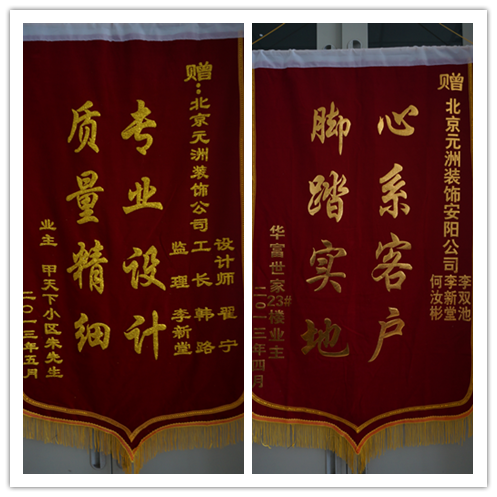 赠：北京元洲装饰公司
设计师 翟宁
工长 韩路
监理 李新堂
专业设计
质量精细
业主 甲天下小区朱先生
二〇一三年五月
赠 北京元洲装饰安阳公司
李双池
李新堂
何汝彬
心系客户
脚踏实地
华富世家23#楼业主
二〇一三年四月